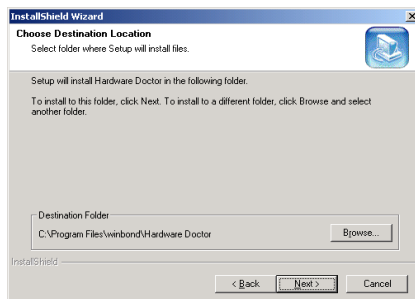 InstallShield Wizard
Choose Destination Location
Select folder where Setup will install files.
Setup will install Hardware Doctor in the following folder.
To install to this folder, click Next. To install to a different folder, click Browse and select
another folder.
Destination Folder
C:\Program Files\winbond\Hardware Doctor
Browse...
InstallShield
< Back
Next >
Cancel